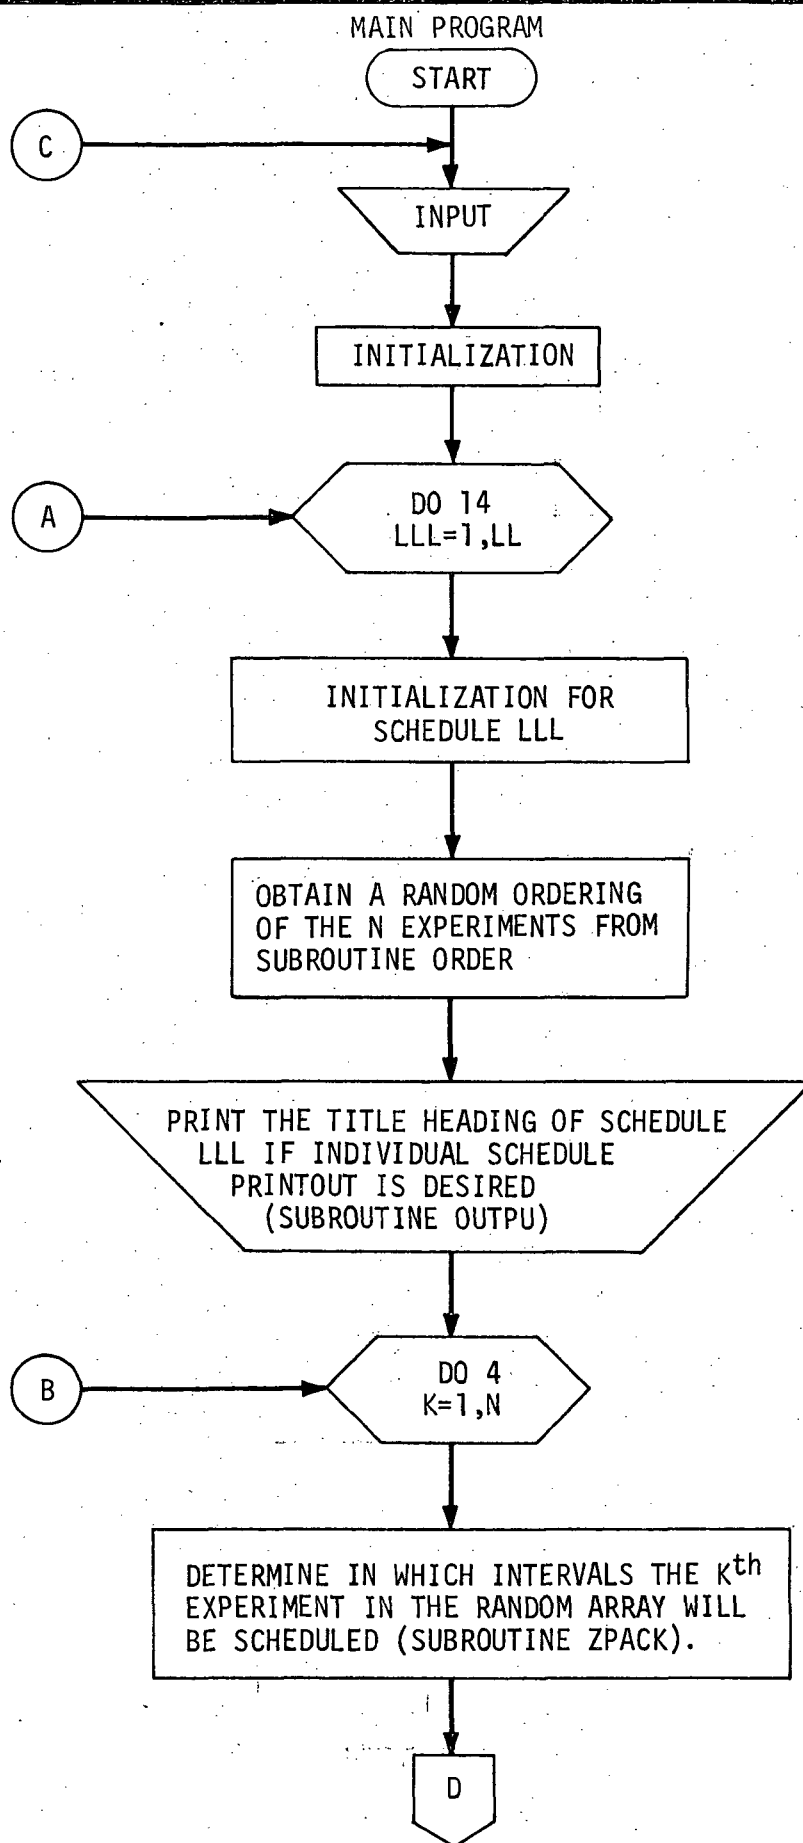 MAIN PROGRAM
START
C
INPUT
INITIALIZATION
A
DO 14
LLL=1,LL
INITIALIZATION FOR
SCHEDULE LLL
OBTAIN A RANDOM ORDERING
OF THE N EXPERIMENTS FROM
SUBROUTINE ORDER
PRINT THE TITLE HEADING OF SCHEDULE
LLL IF INDIVIDUAL SCHEDULE
PRINTOUT IS DESIRED
(SUBROUTINE OUTPU)
B
DO 4
K=1,N
DETERMINE IN WHICH INTERVALS THE Kth
EXPERIMENT IN THE RANDOM ARRAY WILL
BE SCHEDULED (SUBROUTINE ZPACK).
D